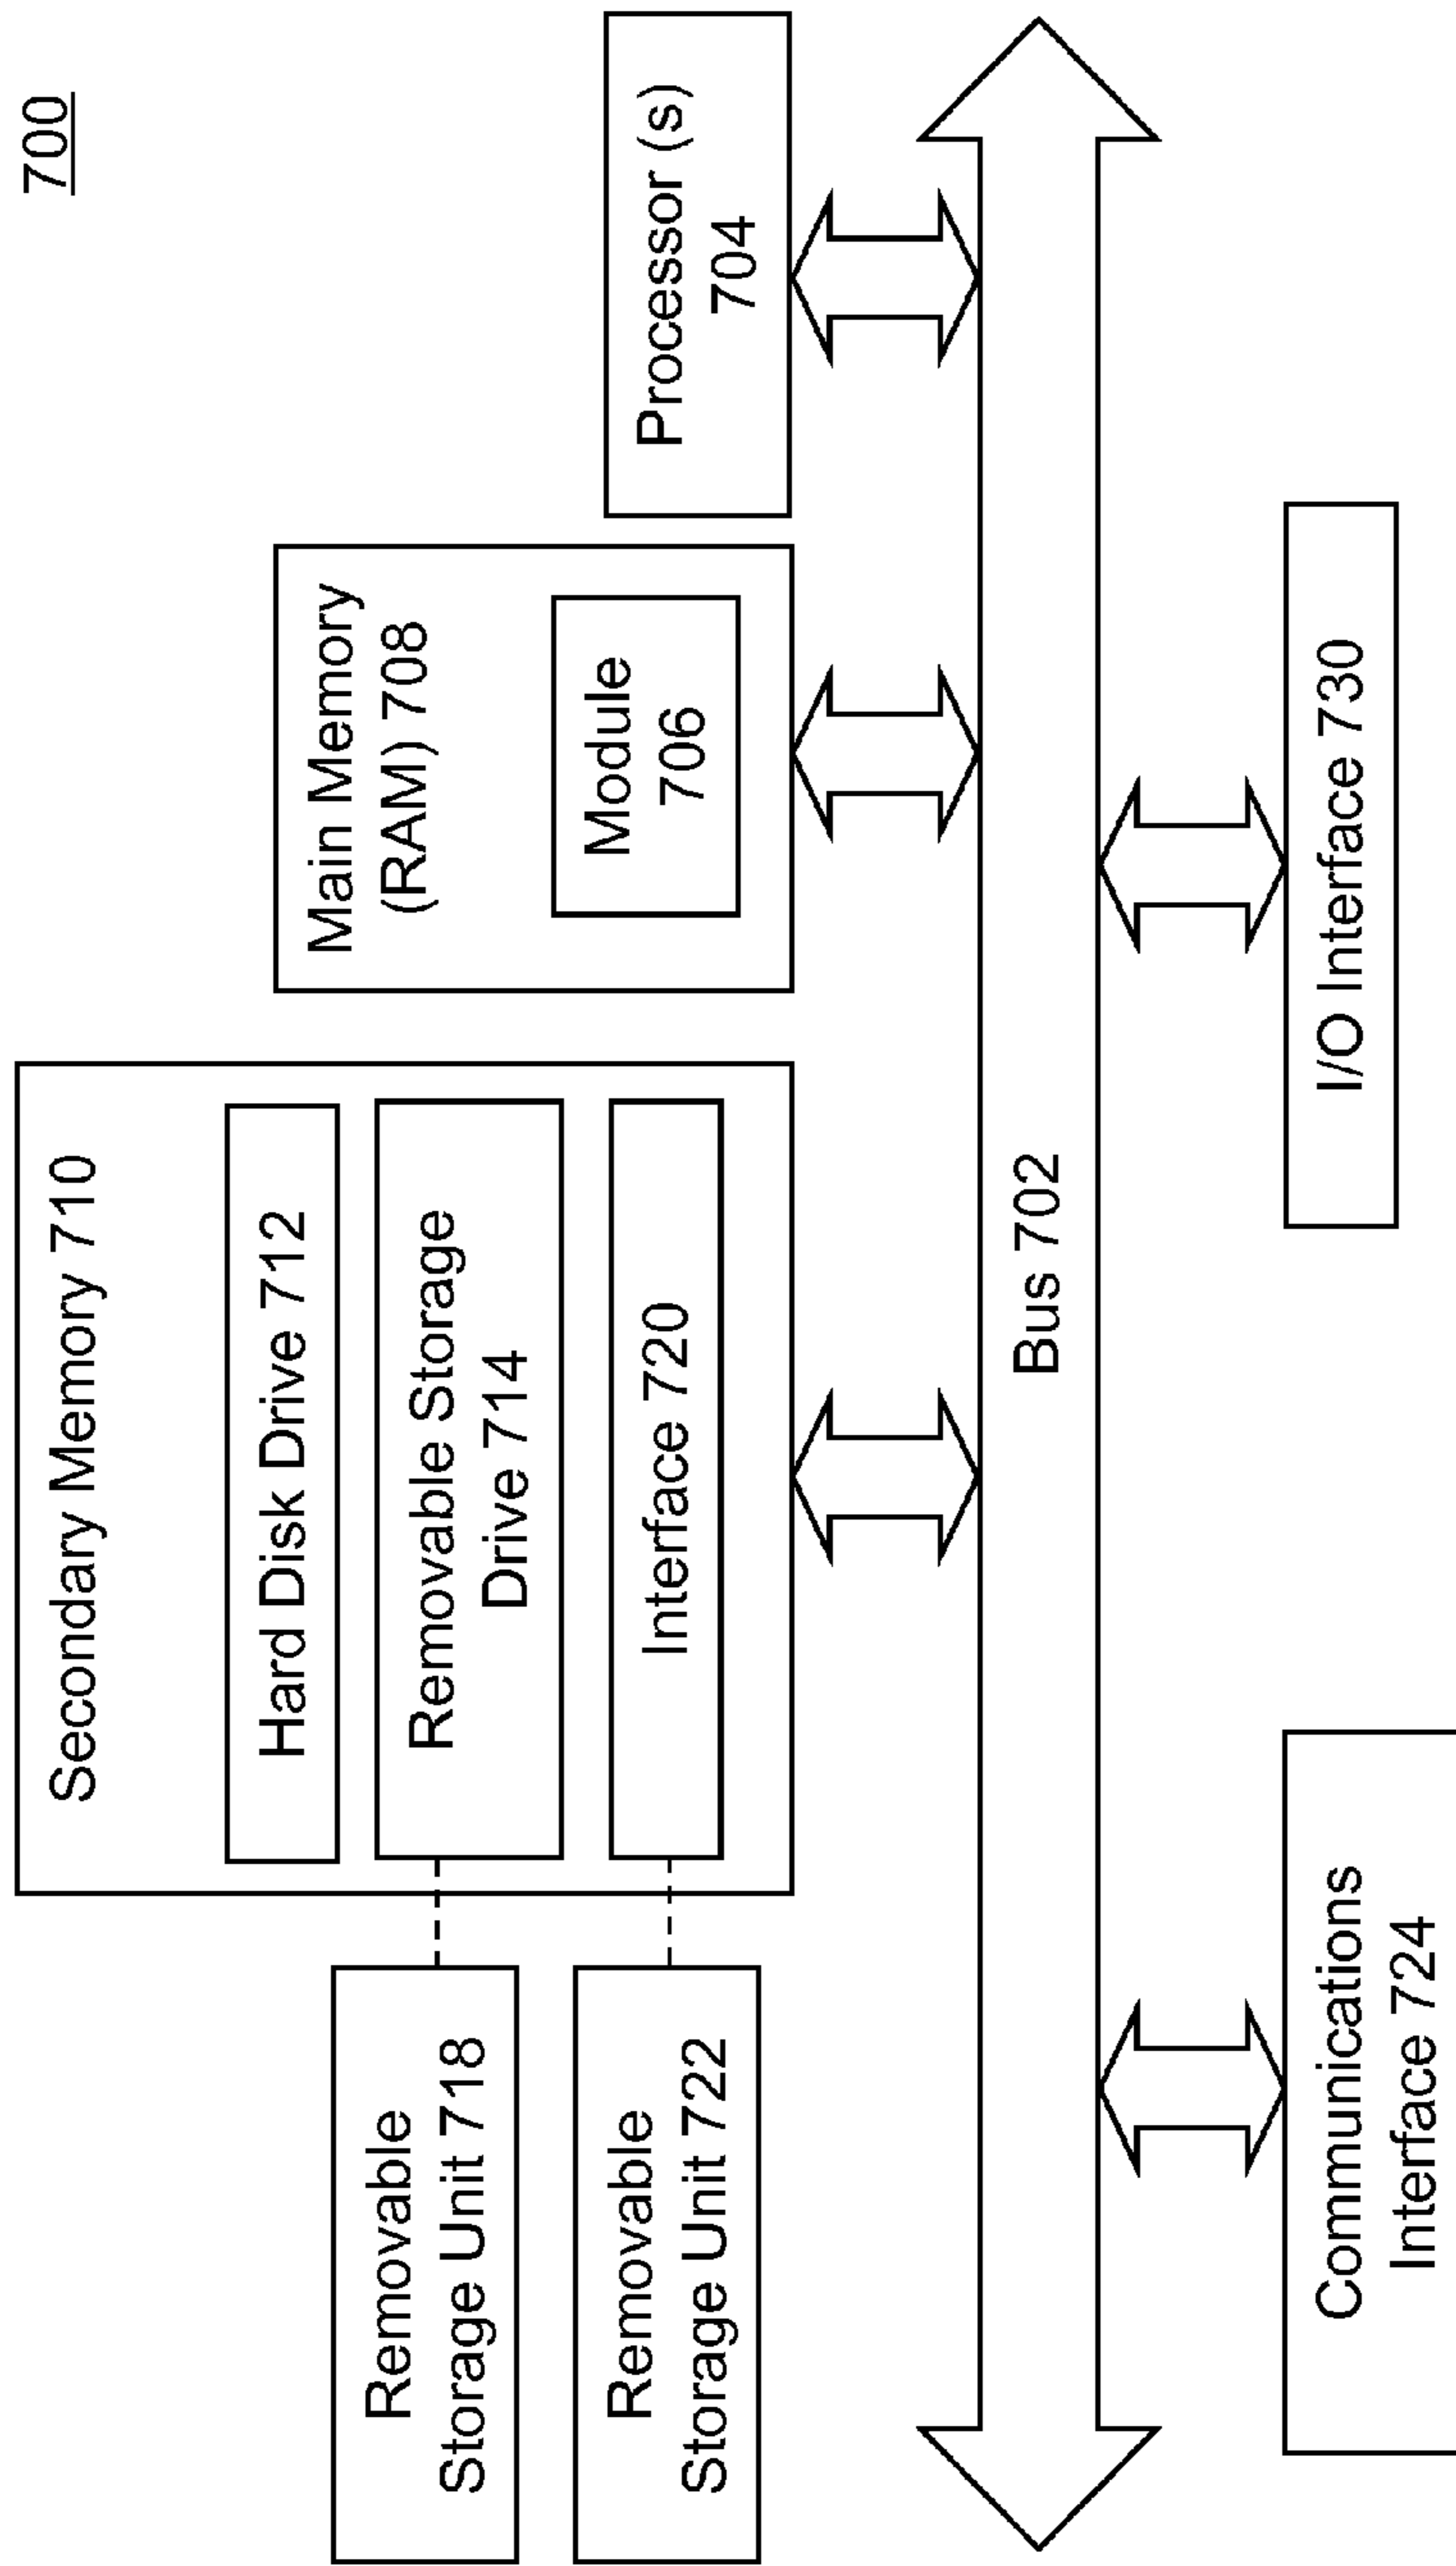 700
Removable
Storage Unit 718
Removable
Storage Unit 722
Secondary Memory 710
Hard Disk Drive 712
Removable Storage
Drive 714
Interface 720
Main Memory
(RAM) 708
Module
706
Processor (s)
704
Bus 702
Communications
Interface 724
I/O Interface 730